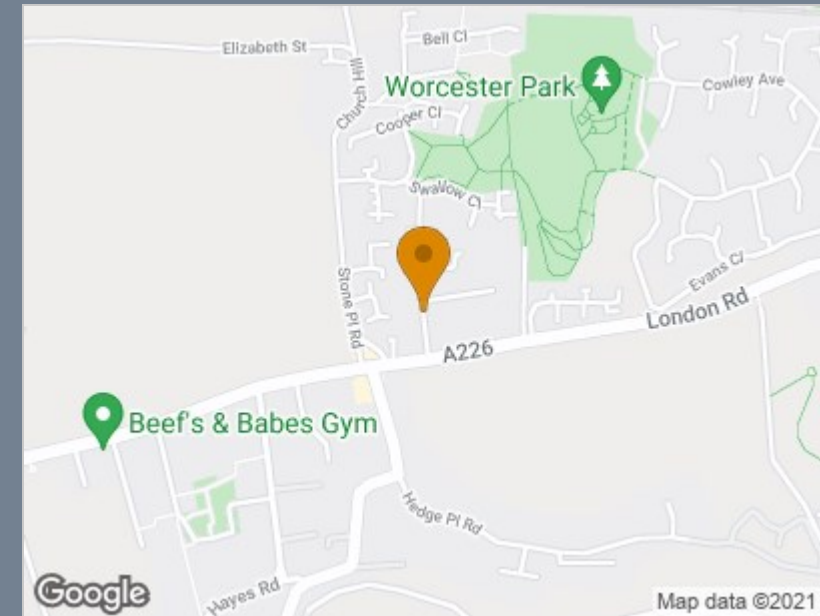 Elizabeth St
Bell Cl
Church Hill
Worcester Park
Cowley Ave
Cooper Cl
Swallow Cl
Stone Pl Rd
Evans Cl
London Rd
A226
Beef's & Babes Gym
Hedge Pl Rd
Hayes Rd
Google
Map data ©2021